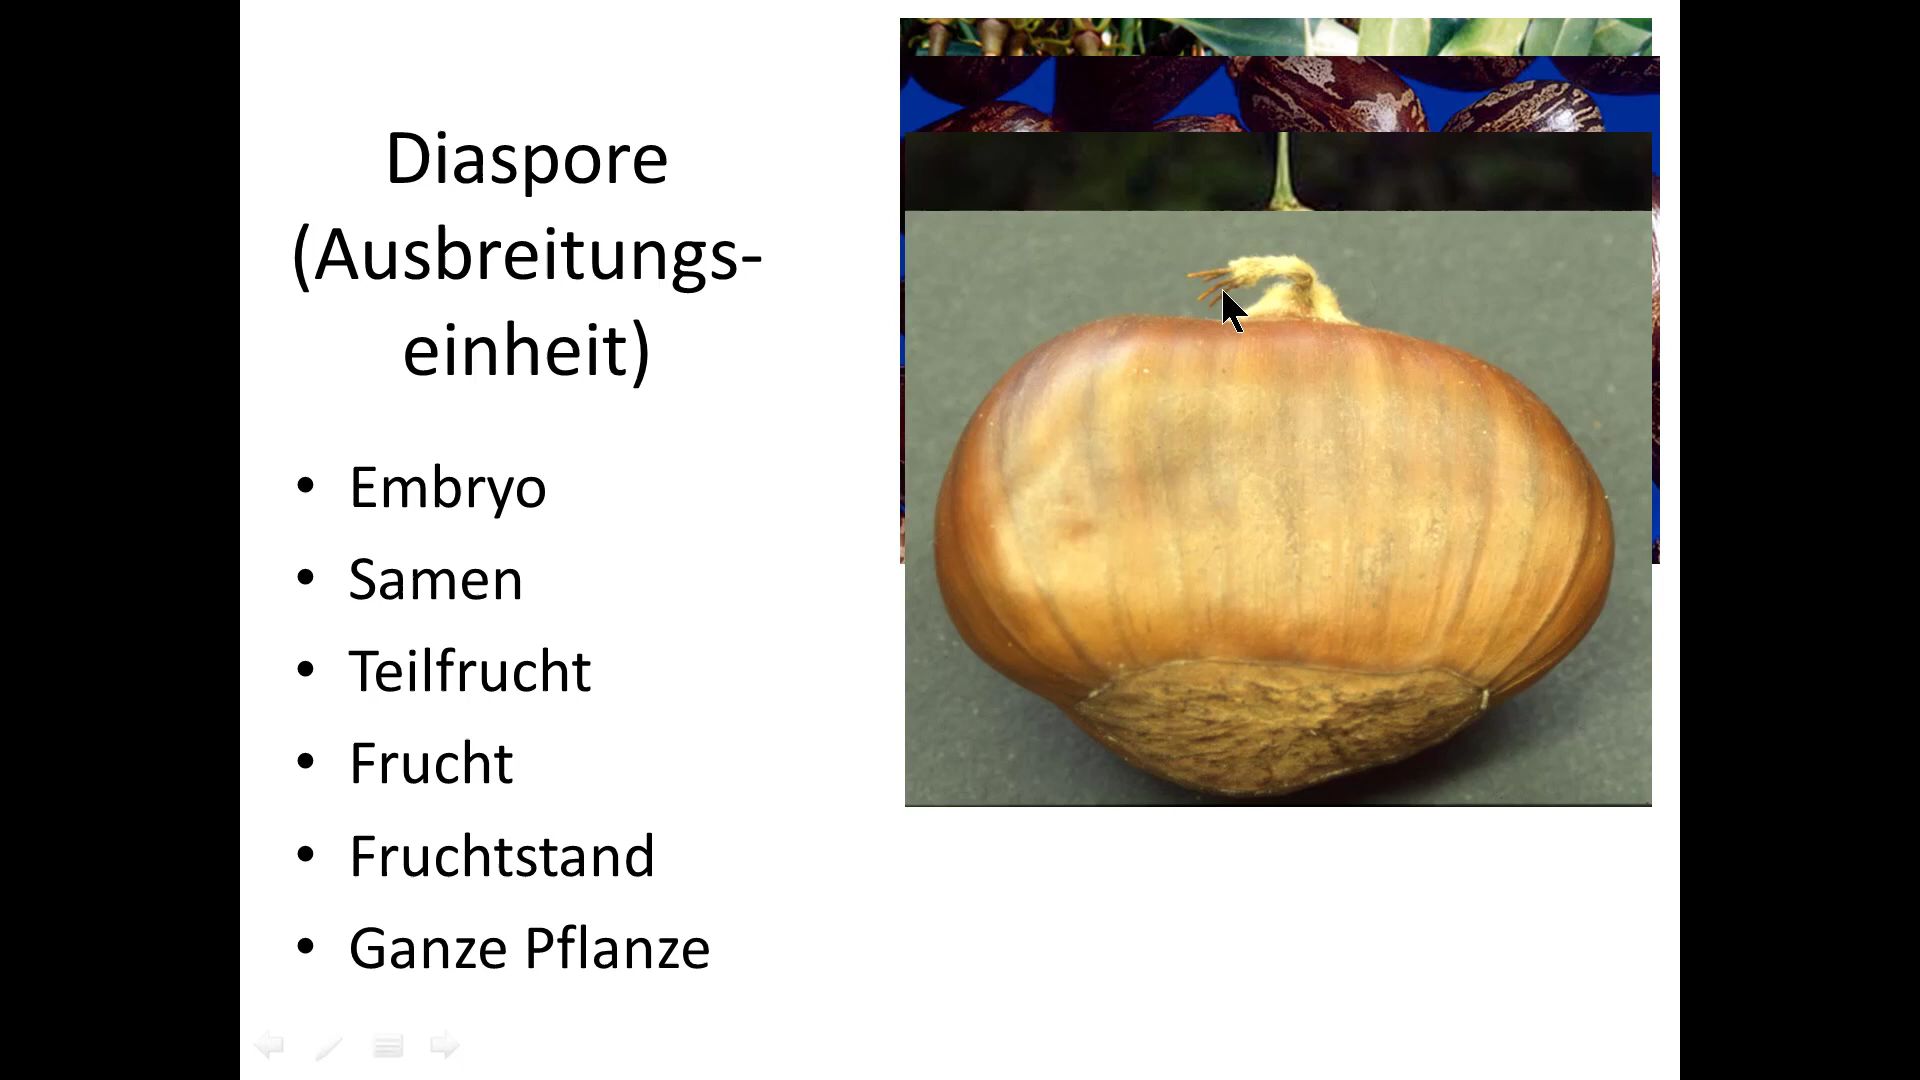 Diaspore
(Ausbreitungs-
einheit)
• Embryo
• Samen
• Teilfrucht
• Frucht
• Fruchtstand
• Ganze Pflanze